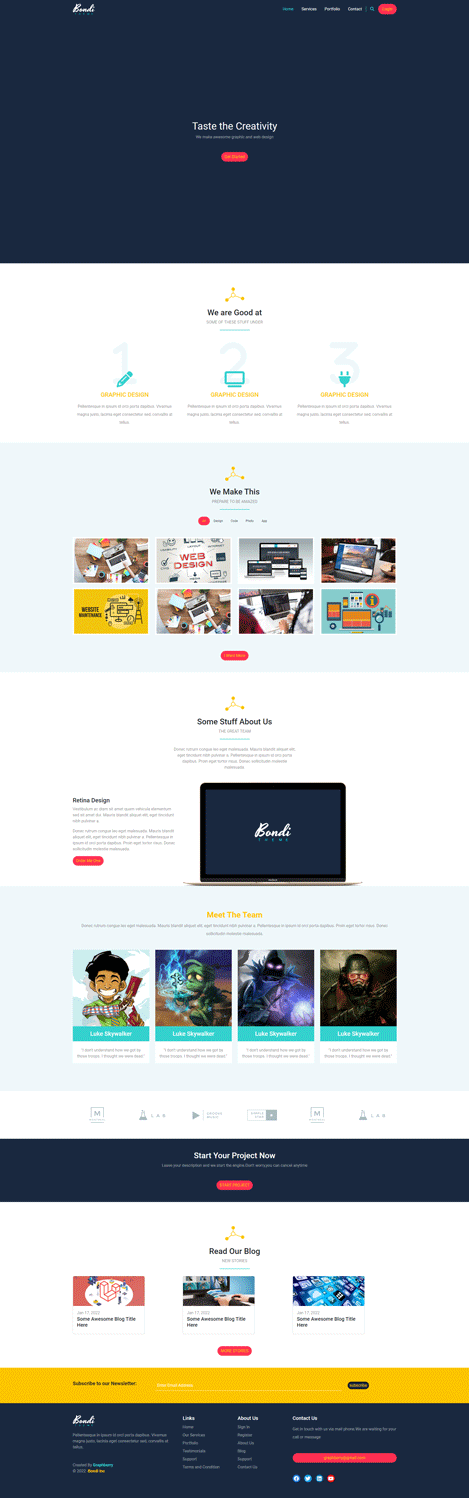 Bondi
THEME
Home Services Portfolio Contact Login
Taste the Creativity
We make awesome graphic and web design
Get Started
We are Good at
SOME OF THESE STUFF UNDER
1 2 3
GRAPHIC DESIGN GRAPHIC DESIGN GRAPHIC DESIGN
Pellentesque in ipsum id orci porta dapibus. Vivamus Pellentesque in ipsum id orci porta dapibus. Vivamus Pellentesque in ipsum id orci porta dapibus. Vivamus
magna justo, lacinia eget consectetur sed, convallis at magna justo, lacinia eget consectetur sed, convallis at magna justo, lacinia eget consectetur sed, convallis at
tellus. tellus. tellus.
We Make This
PREPARE TO BE AMAZED
All Design Code Photo App
WEB
DESIGN
WEBSITE
MAINTENANCE
I Want More
Some Stuff About Us
THE GREAT TEAM
Donec rutrum congue leo eget malesuada. Mauris blandit aliquet elit,
eget tincidunt nibh pulvinar a. Pellentesque in ipsum id orci porta
dapibus. Proin eget tortor risus. Donec sollicitudin molestie
malesuada.
Retina Design
Vestibulum ac diam sit amet quam vehicula elementum
sed sit amet dui. Mauris blandit aliquet elit, eget tincidunt
nibh pulvinar a.
Donec rutrum congue leo eget malesuada. Mauris blandit
aliquet elit, eget tincidunt nibh pulvinar a. Pellentesque in
ipsum id orci porta dapibus. Proin eget tortor risus. Donec
sollicitudin molestie malesuada.
Bondi
THEME
Meet The Team
Donec rutrum congue leo eget malesuada. Mauris blandit aliquet elit, eget tincidunt nibh pulvinar a. Pellentesque in ipsum id orci porta dapibus. Proin eget tortor risus. Donec
sollicitudin molestie malesuada.
Luke Skywalker Luke Skywalker Luke Skywalker Luke Skywalker
"I don't understand how we got by "I don't understand how we got by "I don't understand how we got by "I don't understand how we got by
those troops. I thought we were dead." those troops. I thought we were dead." those troops. I thought we were dead." those troops. I thought we were dead."
M LAB M LAB
Start Your Project Now
Leave your description and we start the engins.Don't worry,you can cancel anytime.
START PROJECT
Read Our Blog
NEW STORIES
Jan 17, 2022 Jan 17, 2022 Jan 17, 2022
Some Awesome Blog Title Some Awesome Blog Title Some Awesome Blog Title
Here Here Here
MORE STORIES
Subscribe to our Newsletter: Enter Email Address subscribe
Bondi
THEME
Pellentesque in ipsum id orci porta dapibus. Vivamus
magna justo, lacinia eget consectetur sed, convallis at
tellus.
Created By Graphberry
© 2022. Bondi Inc
Links
Home
Our Services
Portfolio
Testimonials
Support
Terms and Condition
About Us
Sign In
Register
About Us
Blog
Support
Contact Us
Contact Us
Get in touch with us via mail phone.We are waiting for your
call or message
graphberry@gmail.com